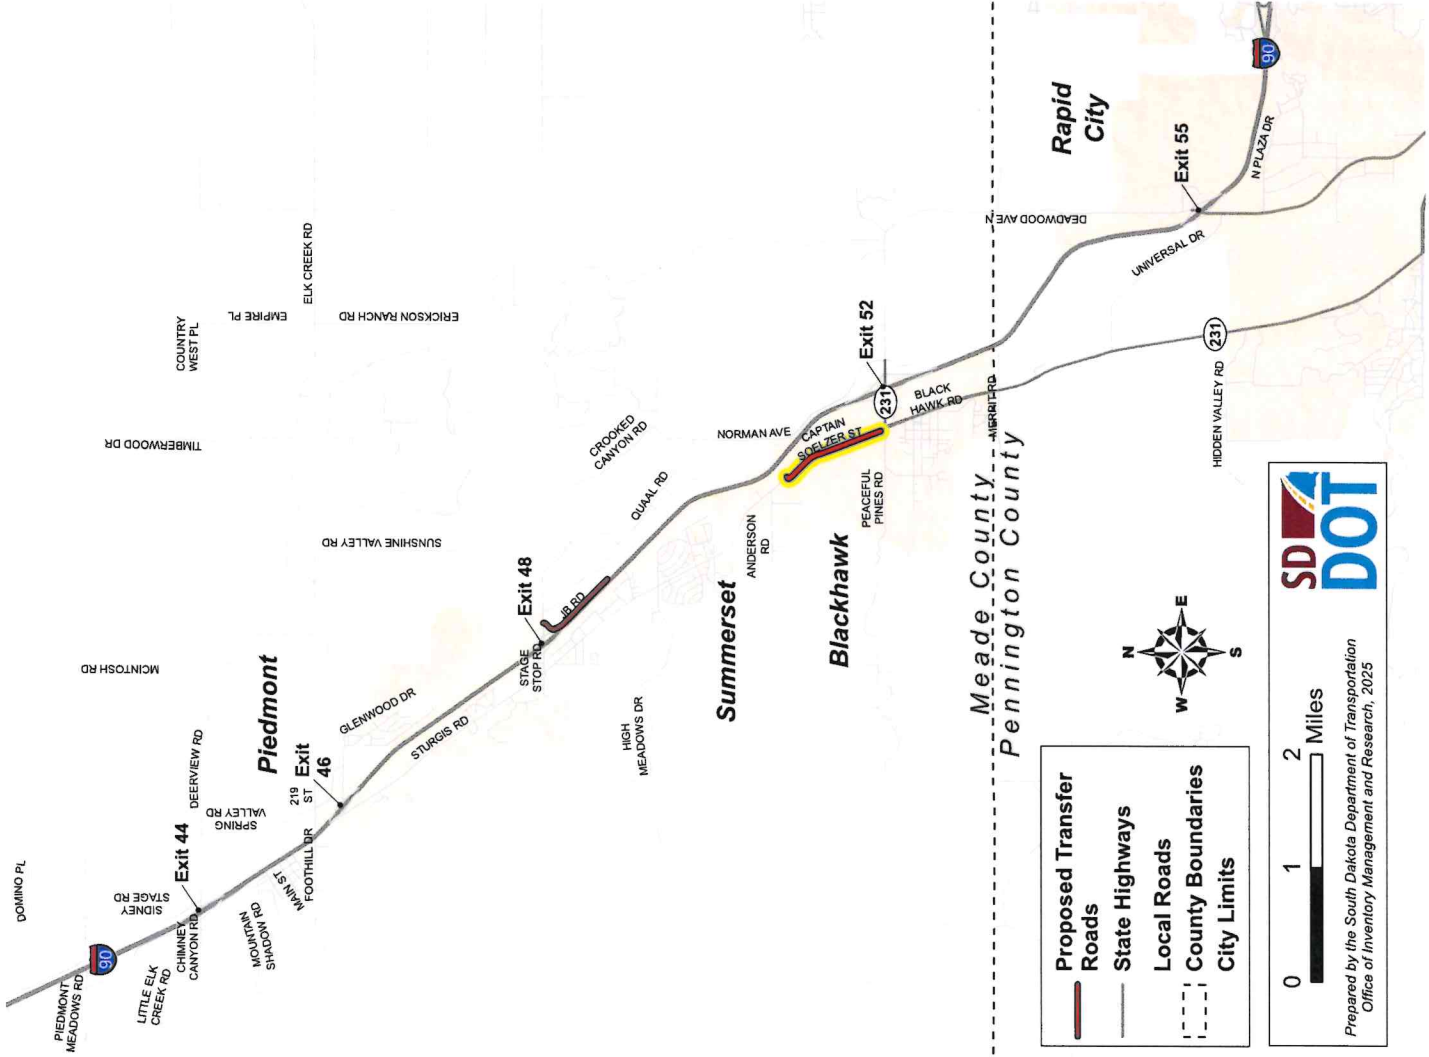 DOMINO PL
MCINTOSH RD
TIMBERWOOD DR
COUNTRY
WEST PL
EMPIRE PL
ELK CREEK RD
ERICKSON RANCH RD
SUNSHINE VALLEY RD
PIEDMONT
MEADOWS RD
90
SIDNEY
STAGE RD
LITTLE ELK
CREEK RD
CHIMNEY
CANYON RD
Exit 44
DEERVIEW RD
SPRING
VALLEY RD
MOUNTAIN
SHADOW RD
MAIN ST
FOOTHILL DR
219
ST
Piedmont
Exit
46
GLENWOOD DR
STURGIS RD
STAGE
STOP RD
Exit 48
JB RD
HIGH
MEADOWS DR
CROOKED
CANYON RD
QUAAL RD
Summerset
ANDERSON
RD
NORMAN AVE
CAPTAIN
SOELZER ST
Blackhawk
PEACEFUL
PINES RD
231
Exit 52
BLACK
HAWK RD
MERRIT RD
DEADWOOD AVE N
Rapid
City
Meade County
Pennington County
UNIVERSAL DR
Exit 55
N PLAZA DR
90
HIDDEN VALLEY RD
231
N
W
E
S
Proposed Transfer
Roads
State Highways
Local Roads
County Boundaries
City Limits
0
1
2
Miles
SD
DOT
Prepared by the South Dakota Department of Transportation
Office of Inventory Management and Research, 2025